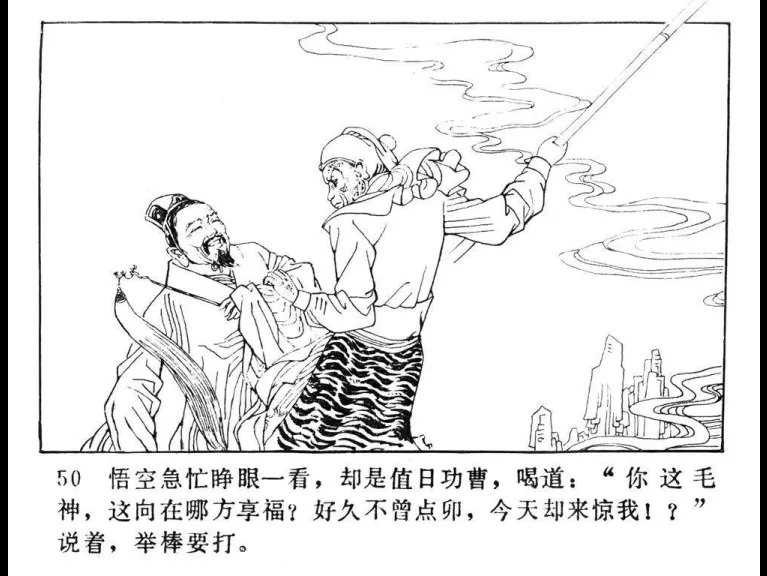 50 悟空急忙睁眼一看，却是值日功曹，喝道：“你这毛
神，这向在哪方享福？好久不曾点卯，今天却来惊我！？”
说着，举棒要打。